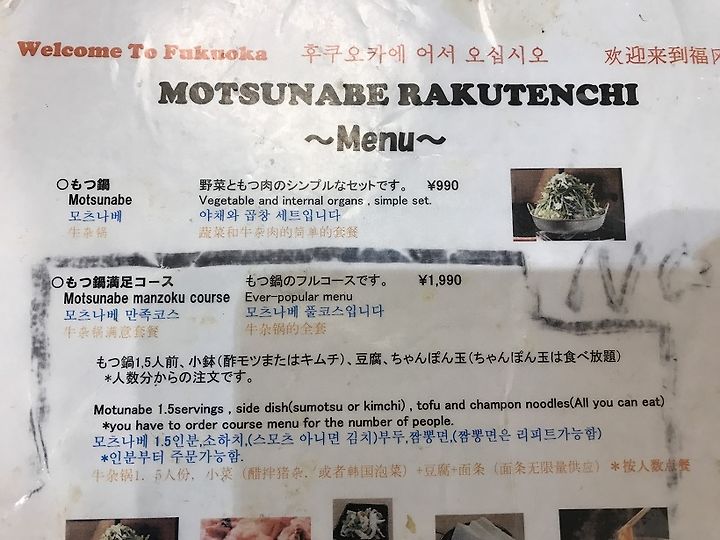 Welcome To Fukuoka 후쿠오카에 어서 오십시오 欢迎来到福冈
MOTSUNABE RAKUTENCHI
～Menu～
○もつ鍋 野菜ともつ肉のシンプルなセットです。 ¥990
Motsunabe Vegetable and internal organs , simple set.
모츠나베 야채와 곱창 세트입니다
牛杂锅 蔬菜和牛杂肉的简单的套餐
○もつ鍋満足コース もつ鍋のフルコースです。 ¥1,990
Motsunabe manzoku course Ever-popular menu
모츠나베 만족코스 모츠나베 풀코스입니다
牛杂锅满意套餐 牛杂锅的全套
もつ鍋1,5人前、小鉢(酢モツまたはキムチ)、豆腐、ちゃんぽん玉(ちゃんぽん玉は食べ放題)
*人数分からの注文です。
Motunabe 1.5servings , side dish(sumotsu or kimchi) , tofu and champon noodles(All you can eat)
*you have to order course menu for the number of people.
모츠나베 1.5인분,소하치,(스모츠 아니면 김치)부두,짬뽕면,(짬뽕면은 리피트가능함)
*인분부터 주문가능함.
牛杂锅1．5人份，小菜（醋拌猪杂．或者韩国泡菜）+豆腐+面条（面条无限量供应）*按人数点餐